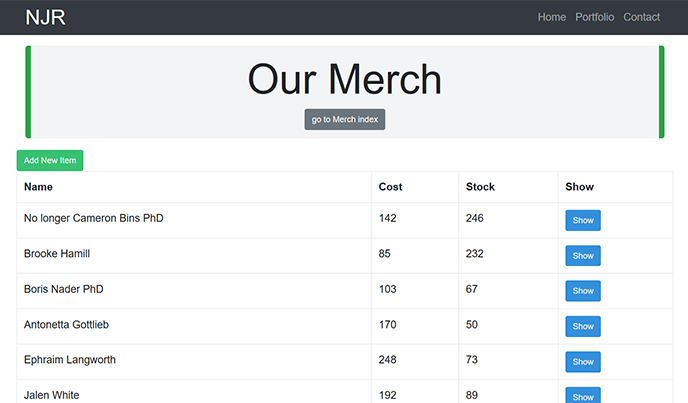 NJR Home Portfolio Contact
Our Merch
go to Merch index
Add New Item
Name Cost Stock Show
No longer Cameron Bins PhD 142 246 Show
Brooke Hamill 85 232 Show
Boris Nader PhD 103 67 Show
Antonetta Gottlieb 170 50 Show
Ephraim Langworth 248 73 Show
Jalen White 192 89 Show